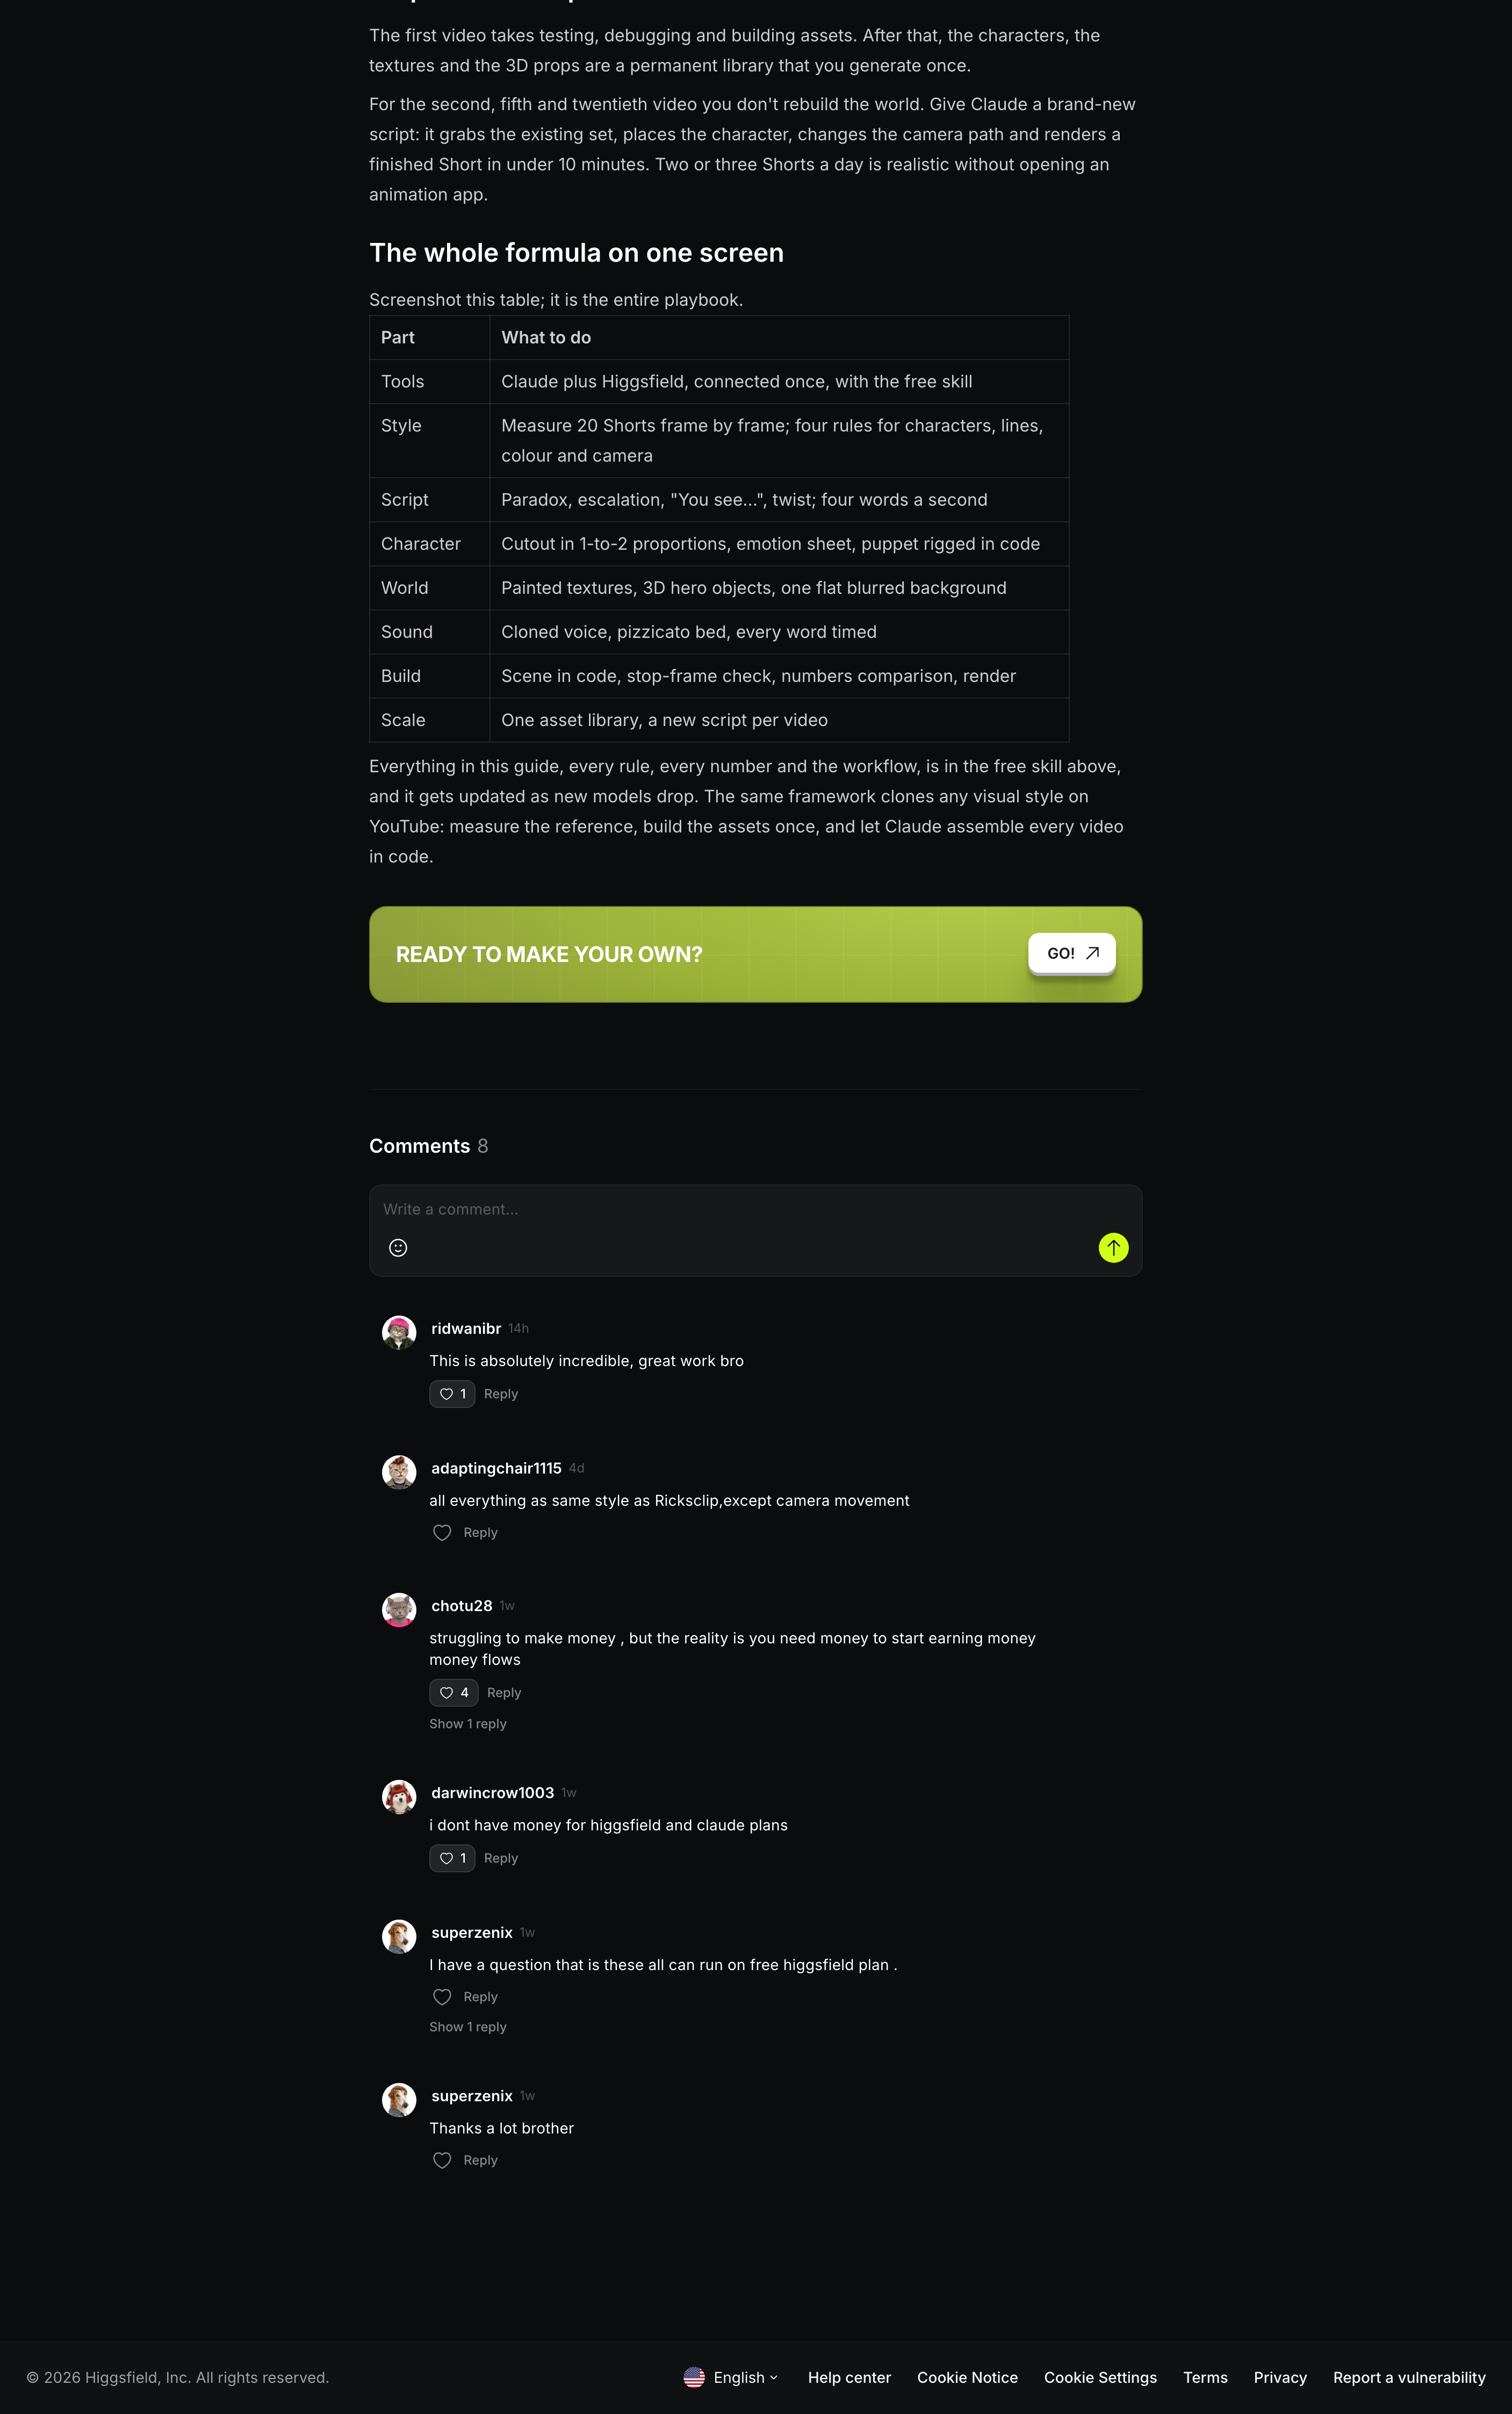 The first video takes testing, debugging and building assets. After that, the characters, the
textures and the 3D props are a permanent library that you generate once.
For the second, fifth and twentieth video you don't rebuild the world. Give Claude a brand-new
script: it grabs the existing set, places the character, changes the camera path and renders a
finished Short in under 10 minutes. Two or three Shorts a day is realistic without opening an
animation app.
The whole formula on one screen
Screenshot this table; it is the entire playbook.
Part What to do
Tools Claude plus Higgsfield, connected once, with the free skill
Style Measure 20 Shorts frame by frame; four rules for characters, lines,
colour and camera
Script Paradox, escalation, "You see...", twist; four words a second
Character Cutout in 1-to-2 proportions, emotion sheet, puppet rigged in code
World Painted textures, 3D hero objects, one flat blurred background
Sound Cloned voice, pizzicato bed, every word timed
Build Scene in code, stop-frame check, numbers comparison, render
Scale One asset library, a new script per video
Everything in this guide, every rule, every number and the workflow, is in the free skill above,
and it gets updated as new models drop. The same framework clones any visual style on
YouTube: measure the reference, build the assets once, and let Claude assemble every video
in code.
READY TO MAKE YOUR OWN? GO!
Comments 8
Write a comment...
ridwanibr 14h
This is absolutely incredible, great work bro
1 Reply
adaptingchair1115 4d
all everything as same style as Ricksclip,except camera movement
Reply
chotu28 1w
struggling to make money , but the reality is you need money to start earning money
money flows
4 Reply
Show 1 reply
darwincrow1003 1w
i dont have money for higgsfield and claude plans
1 Reply
superzenix 1w
I have a question that is these all can run on free higgsfield plan .
Reply
Show 1 reply
superzenix 1w
Thanks a lot brother
Reply
© 2026 Higgsfield, Inc. All rights reserved. English Help center Cookie Notice Cookie Settings Terms Privacy Report a vulnerability